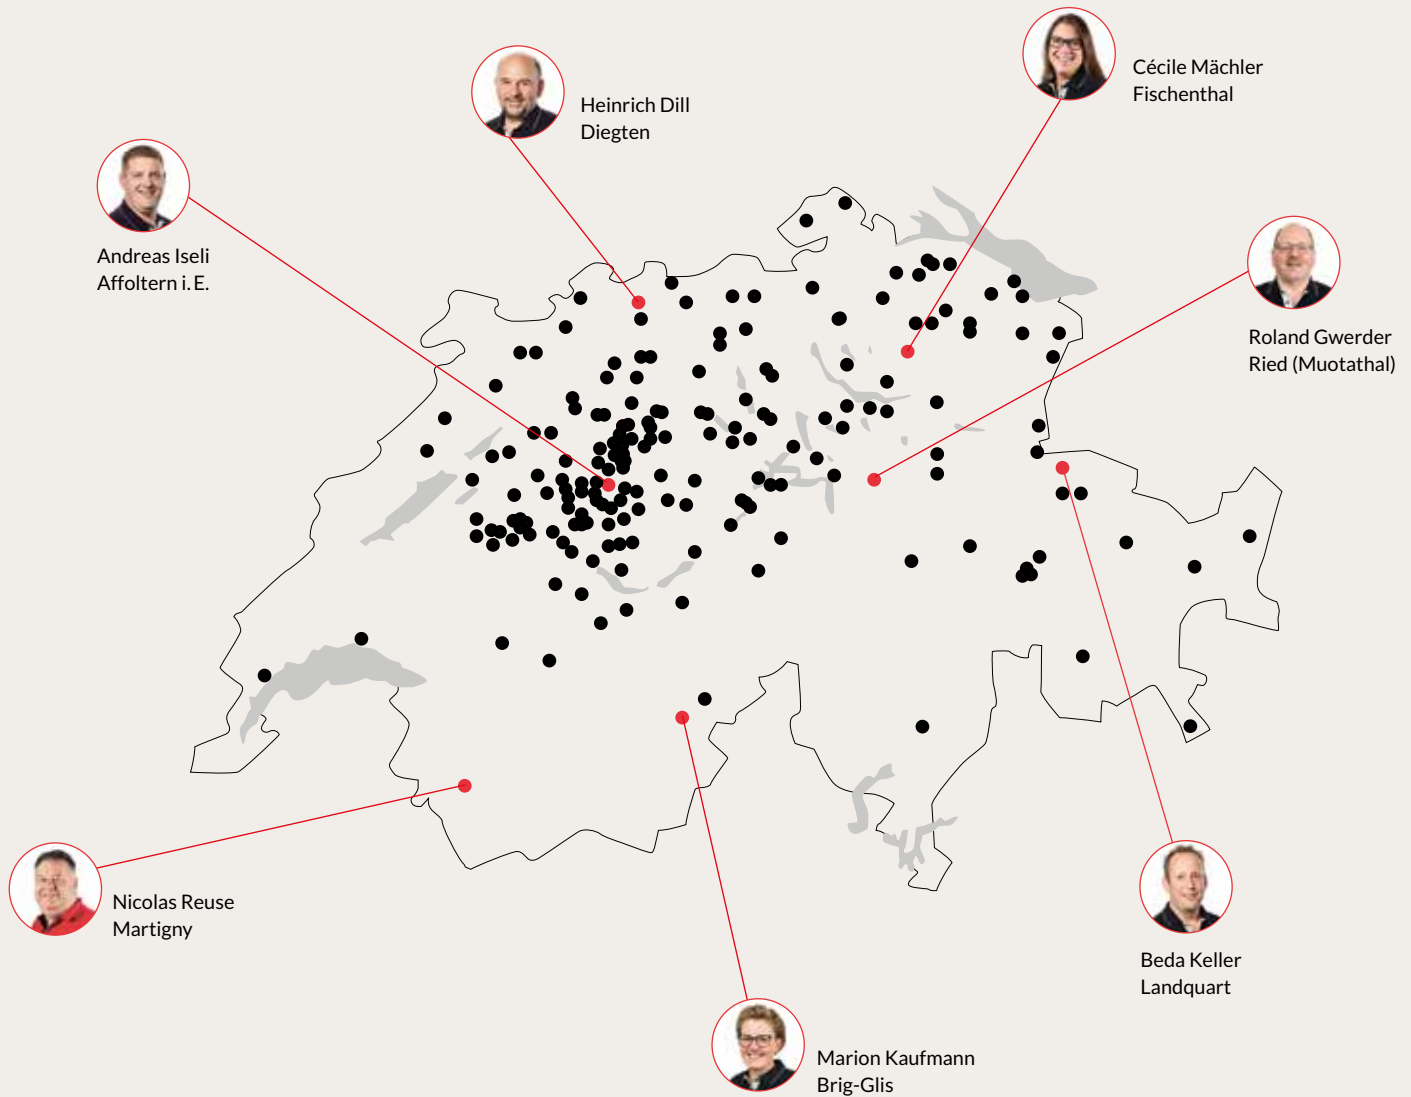 Cécile Mächler
Fischenthal
Heinrich Dill
Diegten
Andreas Iseli
Affoltern i. E.
Roland Gwerder
Ried (Muotathal)
Nicolas Reuse
Martigny
Beda Keller
Landquart
Marion Kaufmann
Brig-Glis